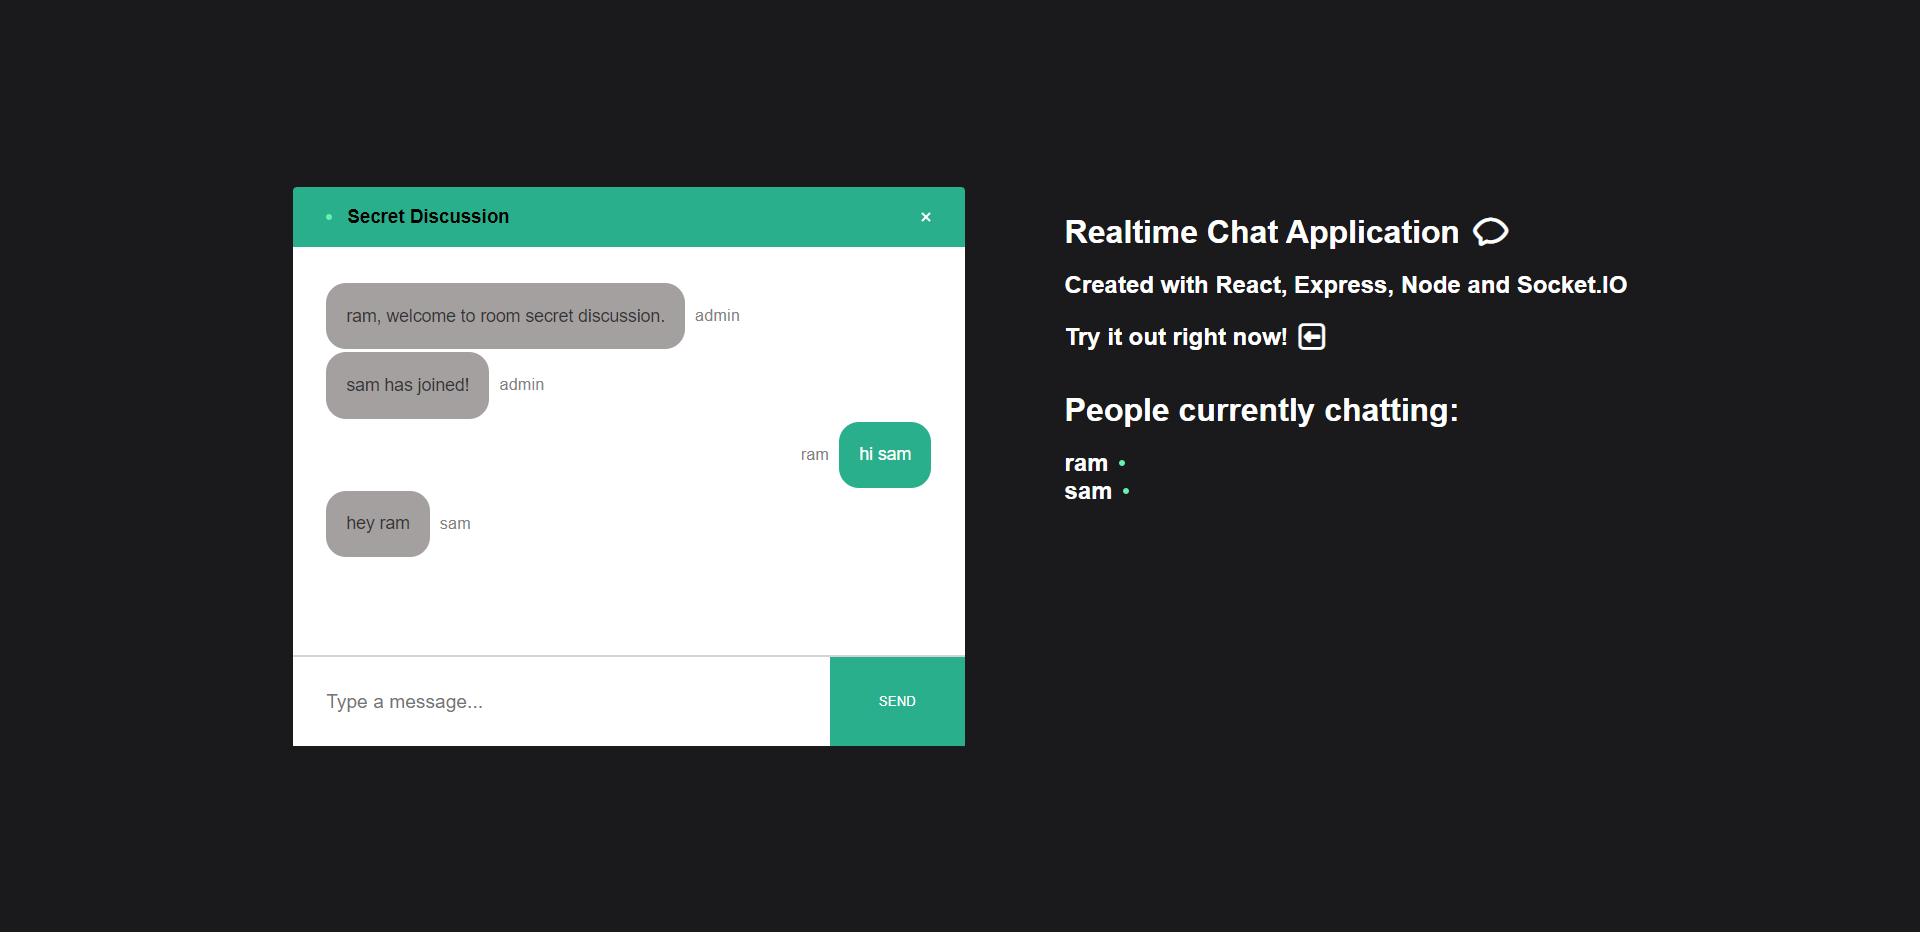 Secret Discussion
ram, welcome to room secret discussion. admin
sam has joined! admin
ram hi sam
hey ram sam
Type a message...
SEND
Realtime Chat Application
Created with React, Express, Node and Socket.IO
Try it out right now!
People currently chatting:
ram
sam